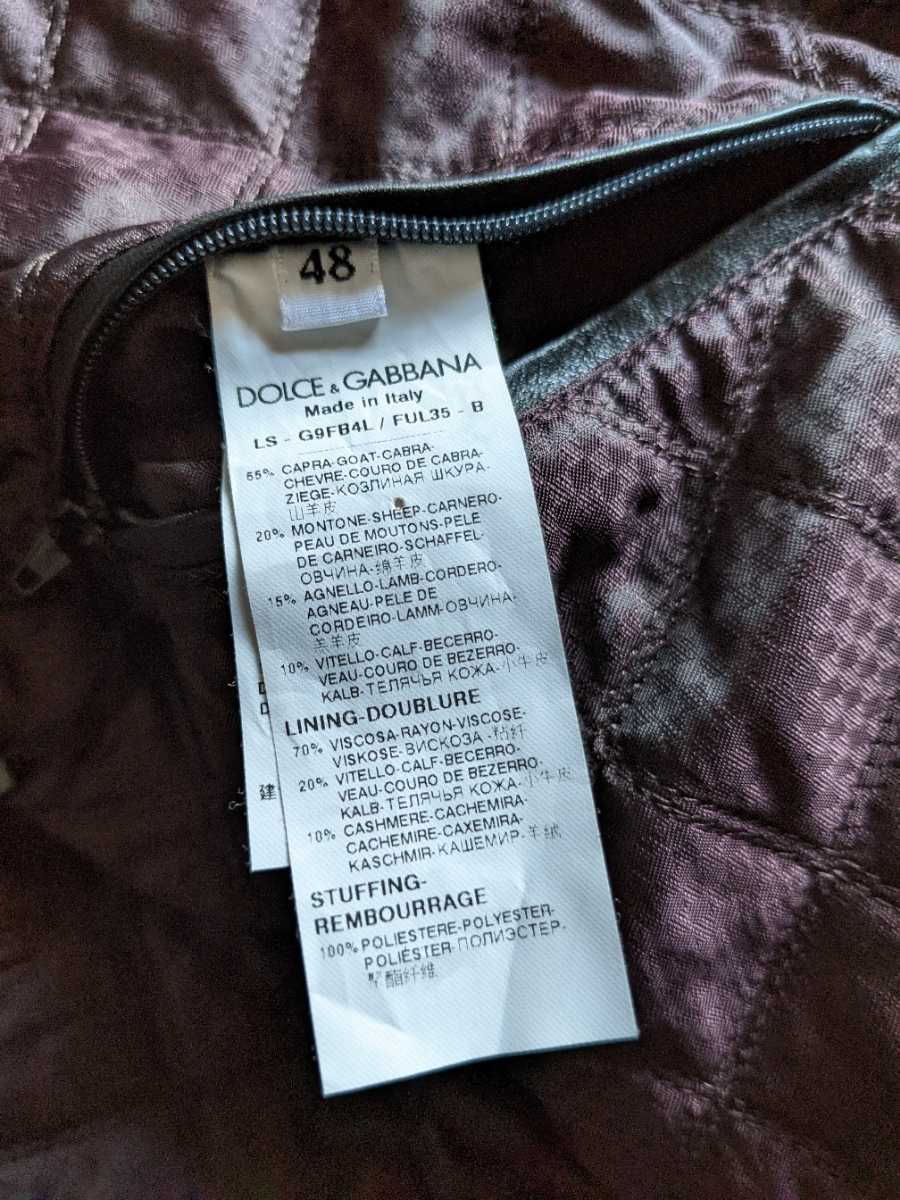 48
DOLCE & GABBANA
Made in Italy
LS - G9FB4L / FUL35 - B
55% CAPRA-GOAT-CABRA-
CHEVRE-COURO DE CABRA-
ZIEGE-КОЗЛИНАЯ ШКУРА-
山羊皮
20% MONTONE-SHEEP-CARNERO-
PEAU DE MOUTONS-PELE
DE CARNEIRO-SCHAFFEL-
ОВЧИНА-绵羊皮
15% AGNELLO-LAMB-CORDERO-
AGNEAU-PELE DE
CORDEIRO-LAMM-ОВЧИНА-
羔羊皮
10% VITELLO-CALF-BECERRO-
VEAU-COURO DE BEZERRO-
KALB-ТЕЛЯЧЬЯ КОЖА-小牛皮
LINING-DOUBLURE
70% VISCOSA-RAYON-VISCOSE-
VISKOSE-ВИСКОЗА-粘纤
20% VITELLO-CALF-BECERRO-
VEAU-COURO DE BEZERRO-
KALB-ТЕЛЯЧЬЯ КОЖА-小牛皮
10% CASHMERE-CACHEMIRA-
CACHEMIRE-CAXEMIRA-
KASCHMIR-КАШЕМИР-羊绒
STUFFING-
REMBOURRAGE
100% POLIESTERE-POLYESTER-
POLIÉSTER-ПОЛИЭСТЕР-
聚酯纤维
建